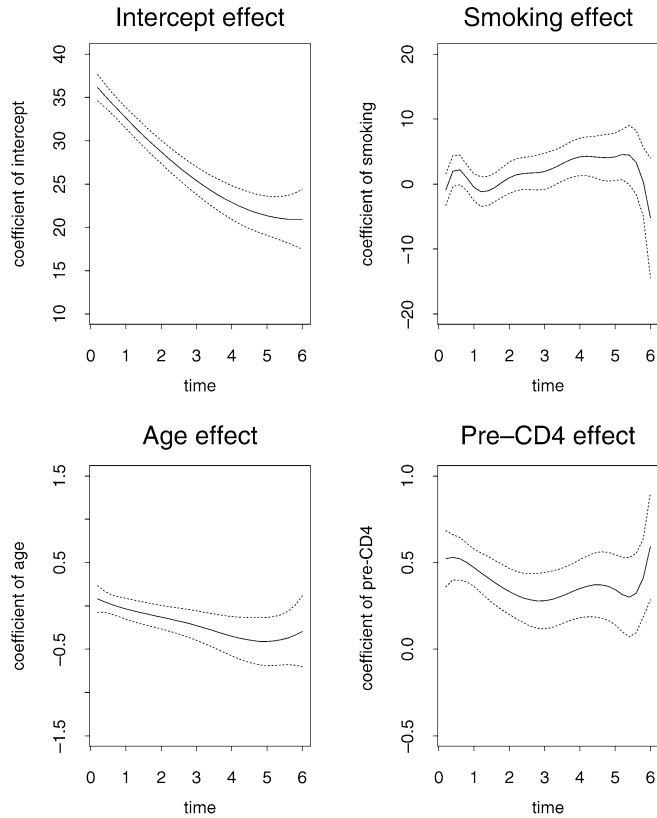 Intercept effect
coefficient of intercept
40
35
30
25
20
15
10
0 1 2 3 4 5 6
time
Smoking effect
coefficient of smoking
20
10
0
−10
−20
0 1 2 3 4 5 6
time
Age effect
coefficient of age
1.5
0.5
−0.5
−1.5
0 1 2 3 4 5 6
time
Pre–CD4 effect
coefficient of pre-CD4
1.0
0.5
0.0
−0.5
0 1 2 3 4 5 6
time